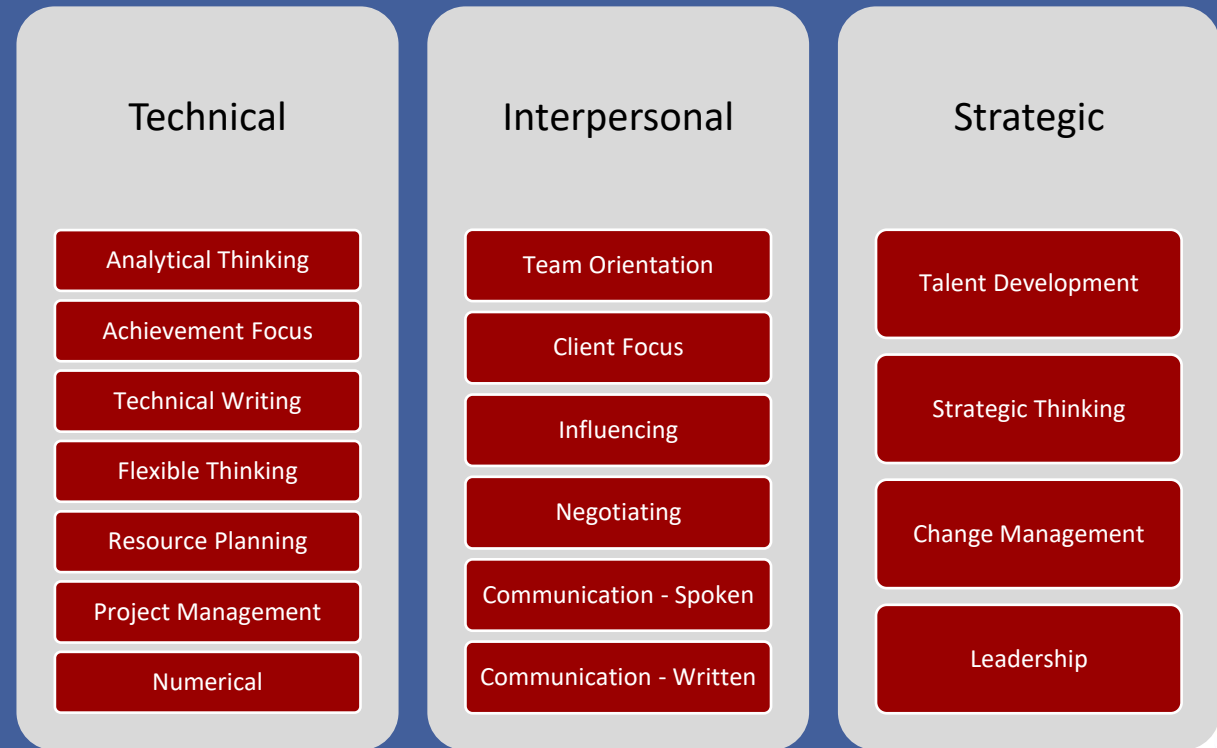 Technical
Analytical Thinking
Achievement Focus
Technical Writing
Flexible Thinking
Resource Planning
Project Management
Numerical
Interpersonal
Team Orientation
Client Focus
Influencing
Negotiating
Communication - Spoken
Communication - Written
Strategic
Talent Development
Strategic Thinking
Change Management
Leadership